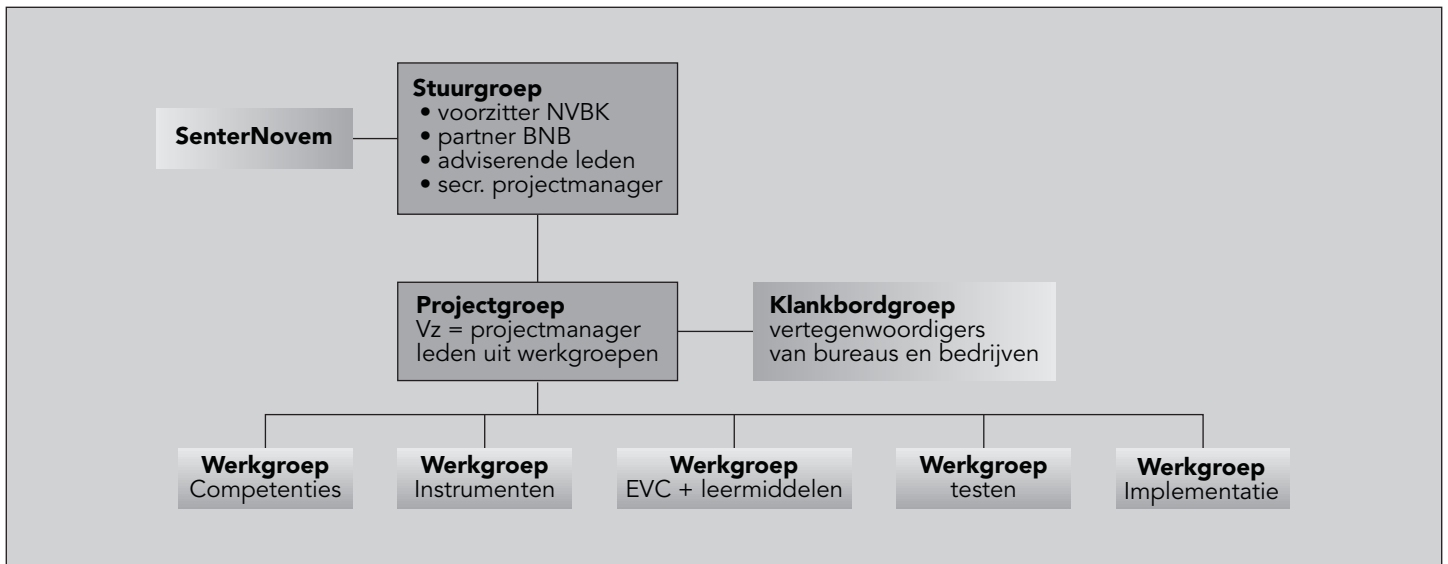 Stuurgroep
• voorzitter NVBK
• partner BNB
• adviserende leden
• secr. projectmanager
SenterNovem
Projectgroep
Vz = projectmanager
leden uit werkgroepen
Klankbordgroep
vertegenwoordigers
van bureaus en bedrijven
Werkgroep
Competenties
Werkgroep
Instrumenten
Werkgroep
EVC + leermiddelen
Werkgroep
testen
Werkgroep
Implementatie